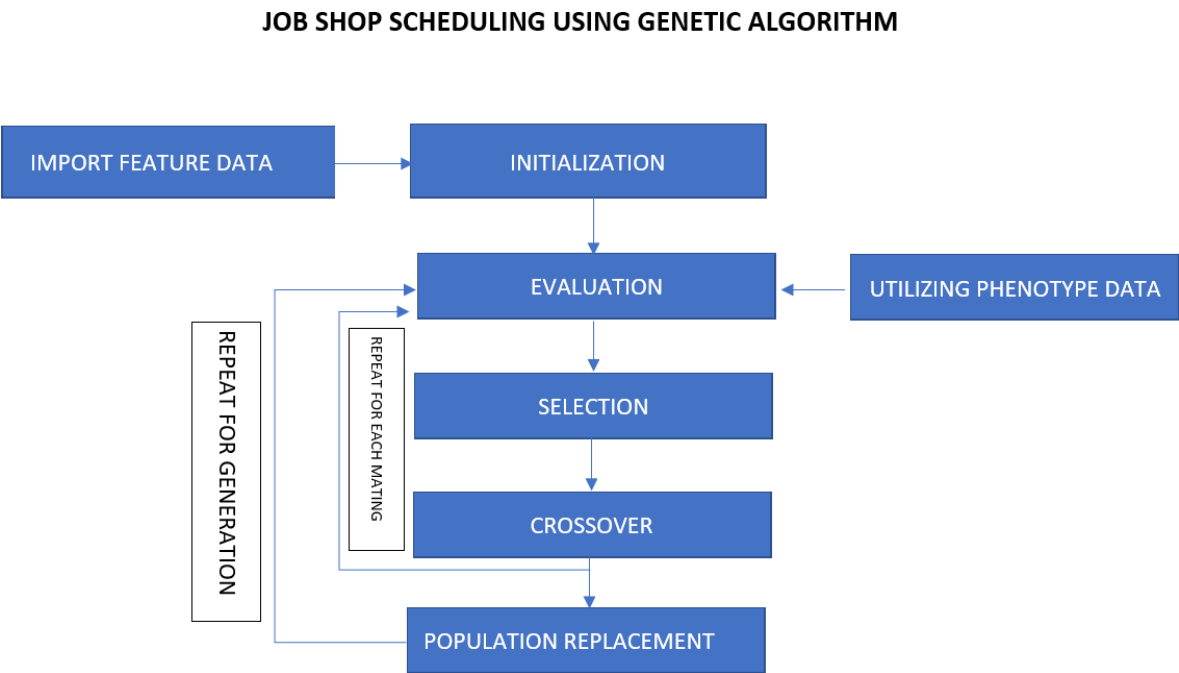 JOB SHOP SCHEDULING USING GENETIC ALGORITHM
IMPORT FEATURE DATA
INITIALIZATION
EVALUATION
UTILIZING PHENOTYPE DATA
REPEAT FOR GENERATION
REPEAT FOR EACH MATING
SELECTION
CROSSOVER
POPULATION REPLACEMENT